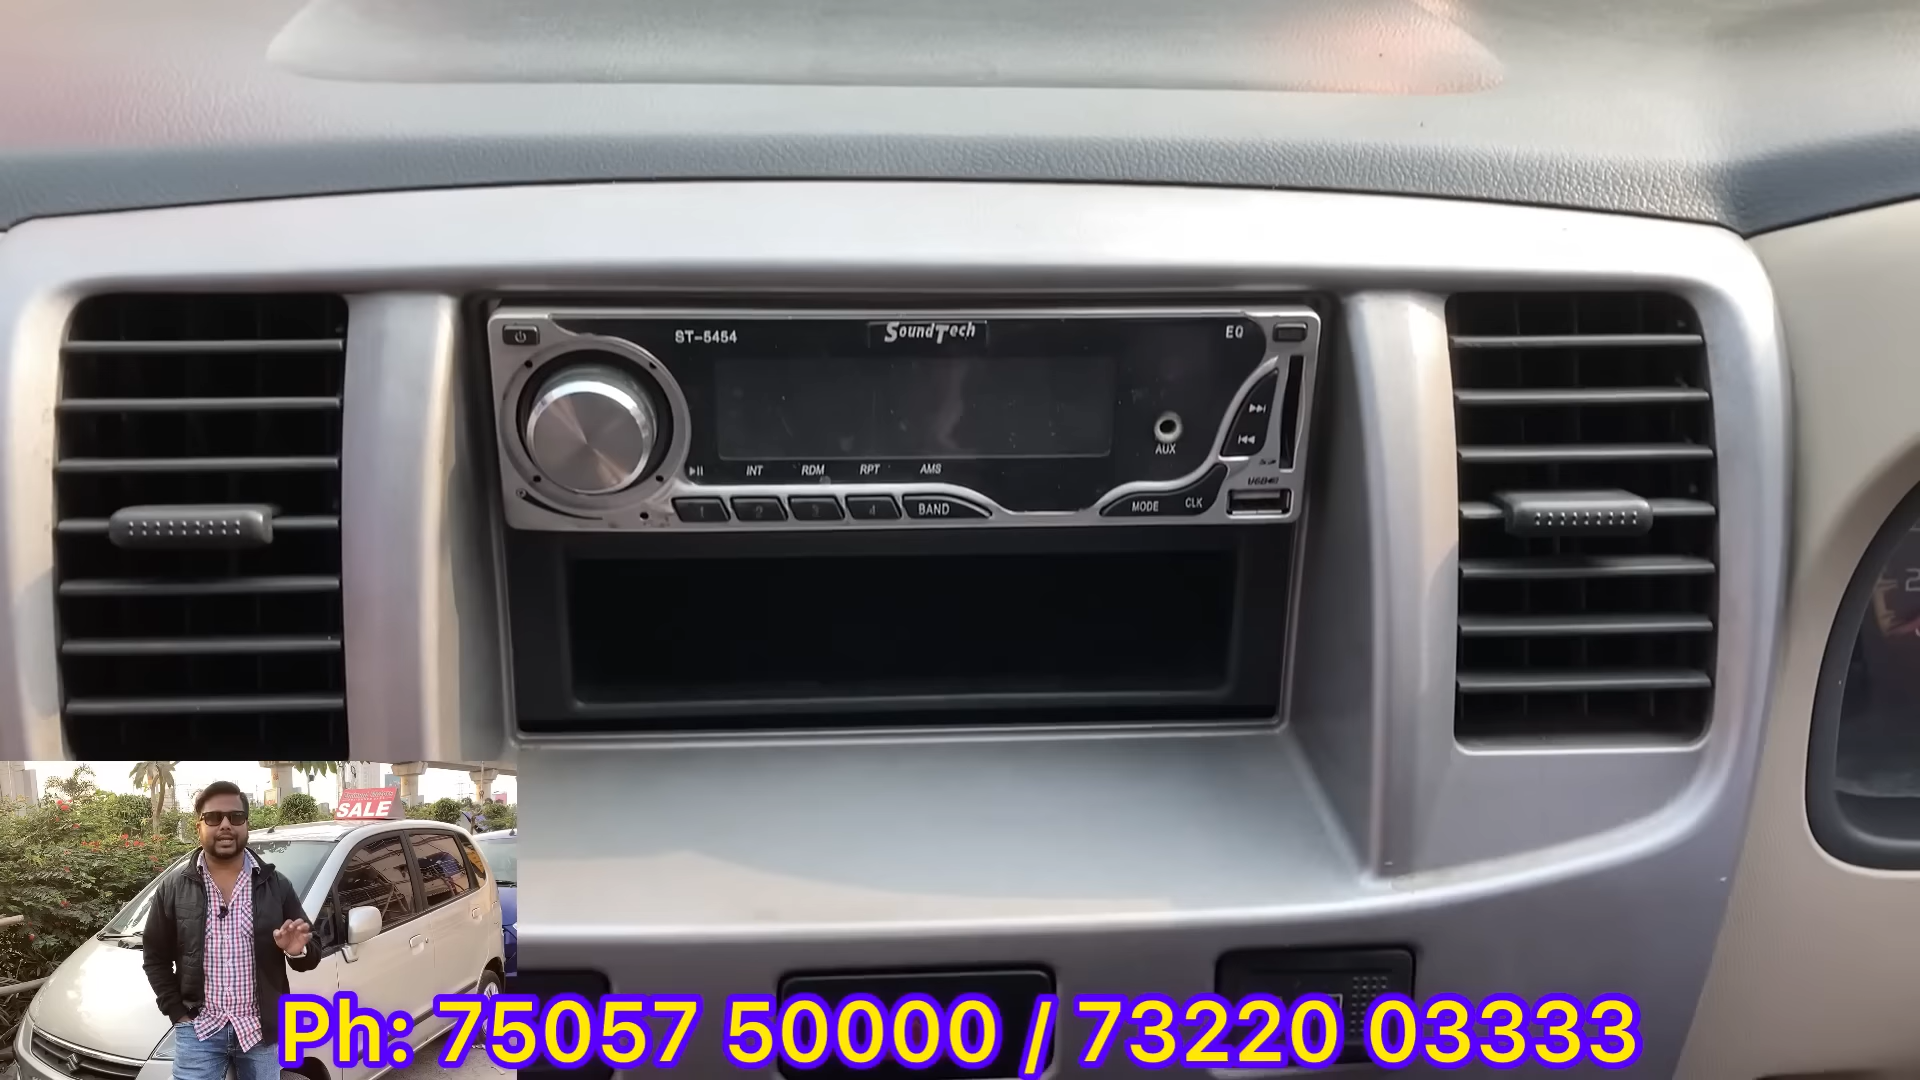 ST-5454 SoundTech EQ
AUX
INT RDM RPT AMS
1 2 3 4 BAND MODE CLK
USB
SALE
Ph: 75057 50000 / 73220 03333